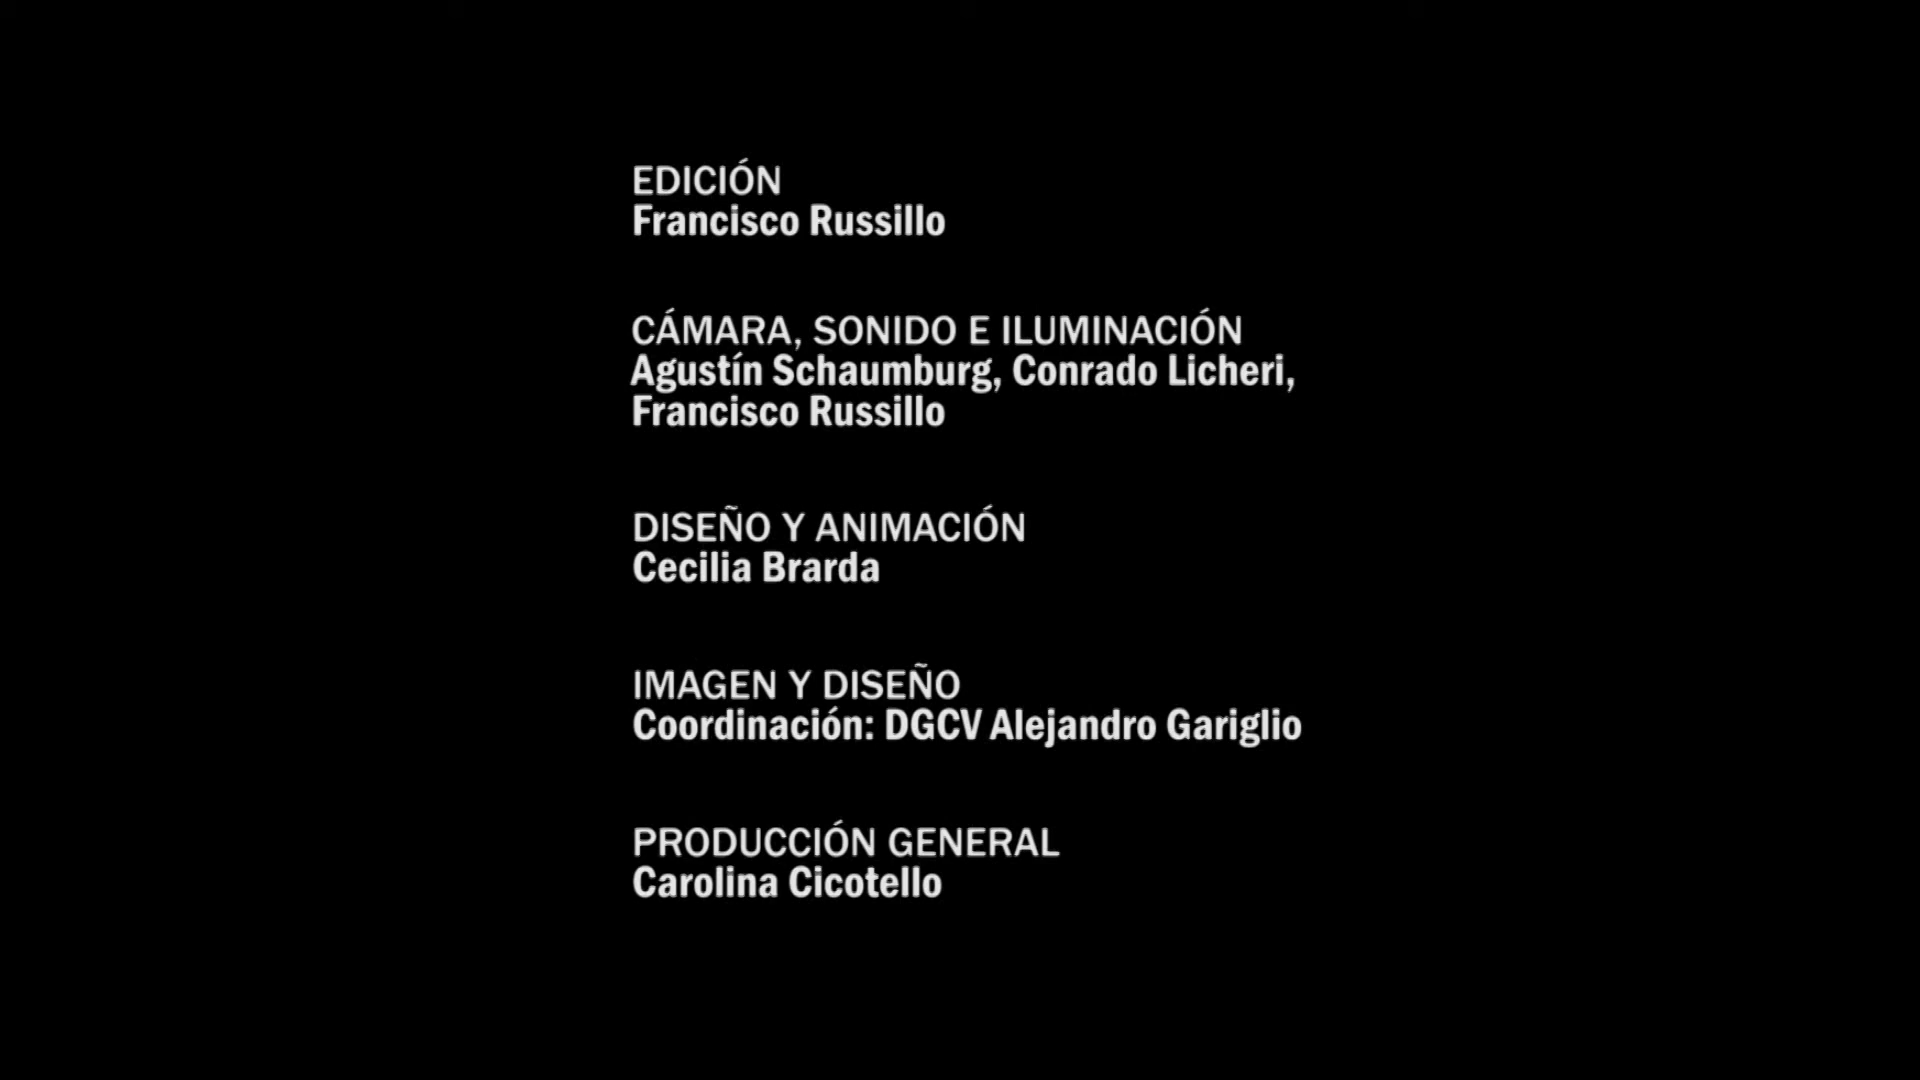 EDICIÓN
Francisco Russillo
CÁMARA, SONIDO E ILUMINACIÓN
Agustín Schaumburg, Conrado Licheri,
Francisco Russillo
DISEÑO Y ANIMACIÓN
Cecilia Brarda
IMAGEN Y DISEÑO
Coordinación: DGCV Alejandro Gariglio
PRODUCCIÓN GENERAL
Carolina Cicotello